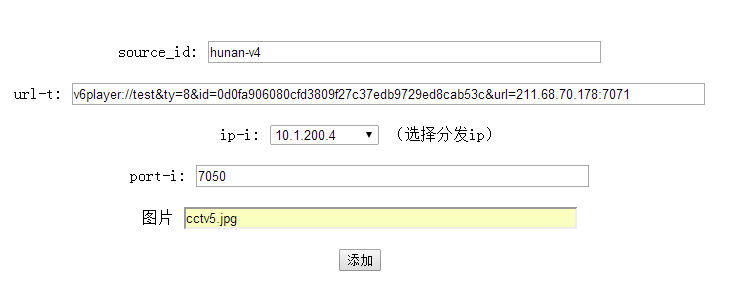 source_id: hunan-v4
url-t: v6player://test&ty=8&id=0d0fa906080cfd3809f27c37edb9729ed8cab53c&url=211.68.70.178:7071
ip-i: 10.1.200.4 (选择分发ip)
port-i: 7050
图片 cctv5.jpg
添加